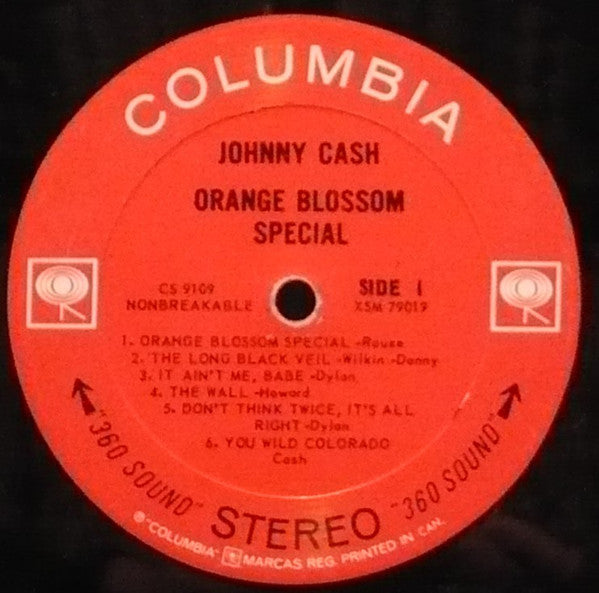 COLUMBIA
JOHNNY CASH
ORANGE BLOSSOM
SPECIAL
CS 9109
NONBREAKABLE
SIDE 1
XSM 79019
1. ORANGE BLOSSOM SPECIAL -Rouse
2. THE LONG BLACK VEIL -Wilkin -Danny
3. IT AIN'T ME, BABE -Dylan
4. THE WALL -Howard
5. DON'T THINK TWICE, IT'S ALL
RIGHT -Dylan
6. YOU WILD COLORADO
Cash
"360 SOUND" STEREO "360 SOUND"
® "COLUMBIA" MARCAS REG. PRINTED IN CAN.